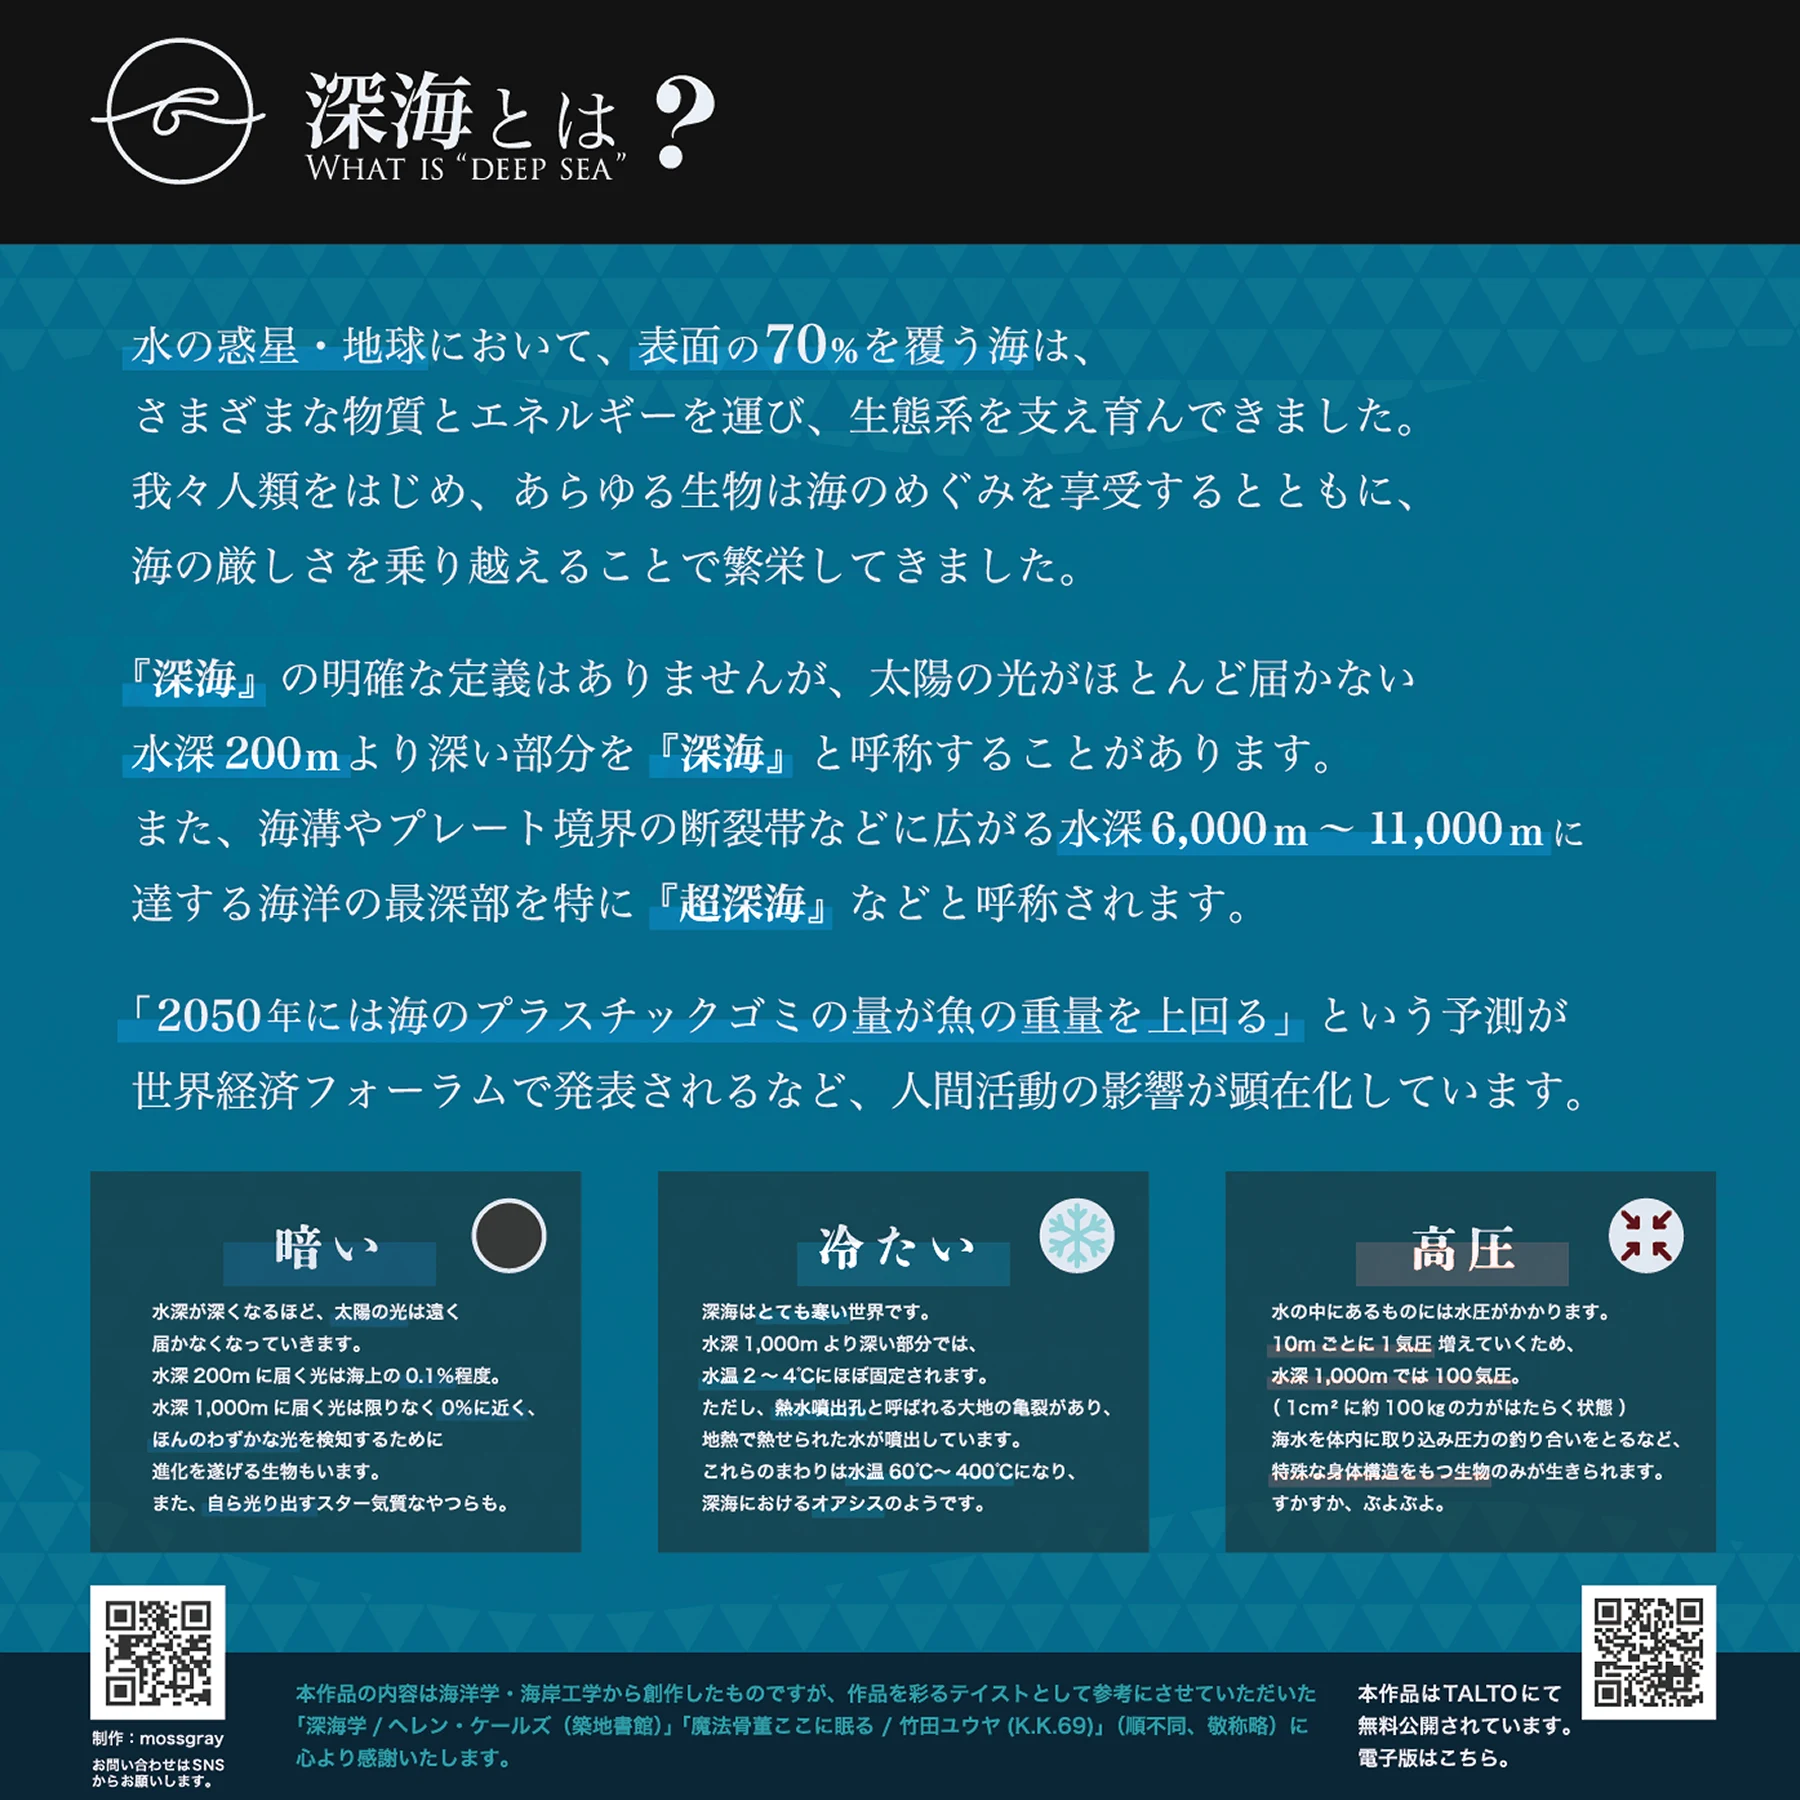 深海とは？
WHAT IS “DEEP SEA”
水の惑星・地球において、表面の70%を覆う海は、
さまざまな物質とエネルギーを運び、生態系を支え育んできました。
我々人類をはじめ、あらゆる生物は海のめぐみを享受するとともに、
海の厳しさを乗り越えることで繁栄してきました。
『深海』の明確な定義はありませんが、太陽の光がほとんど届かない
水深200mより深い部分を『深海』と呼称することがあります。
また、海溝やプレート境界の断裂帯などに広がる水深6,000m～11,000mに
達する海洋の最深部を特に『超深海』などと呼称されます。
「2050年には海のプラスチックゴミの量が魚の重量を上回る」という予測が
世界経済フォーラムで発表されるなど、人間活動の影響が顕在化しています。
暗い
水深が深くなるほど、太陽の光は遠く
届かなくなっていきます。
水深200mに届く光は海上の0.1%程度。
水深1,000mに届く光は限りなく0%に近く、
ほんのわずかな光を検知するために
進化を遂げる生物もいます。
また、自ら光り出すスター気質なやつらも。
冷たい
深海はとても寒い世界です。
水深1,000mより深い部分では、
水温2～4℃にほぼ固定されます。
ただし、熱水噴出孔と呼ばれる大地の亀裂があり、
地熱で熱せられた水が噴出しています。
これらのまわりは水温60℃～400℃になり、
深海におけるオアシスのようです。
高圧
水の中にあるものには水圧がかかります。
10mごとに1気圧増えていくため、
水深1,000mでは100気圧。
（1cm²に約100㎏の力がはたらく状態）
海水を体内に取り込み圧力の釣り合いをとるなど、
特殊な身体構造をもつ生物のみが生きられます。
すかすか、ぶよぶよ。
制作：mossgray
お問い合わせはSNS
からお願いします。
本作品の内容は海洋学・海岸工学から創作したものですが、作品を彩るテイストとして参考にさせていただいた
「深海学 / ヘレン・ケールズ（築地書館）」「魔法骨董ここに眠る / 竹田ユウヤ (K.K.69)」（順不同、敬称略）に
心より感謝いたします。
本作品はTALTOにて
無料公開されています。
電子版はこちら。